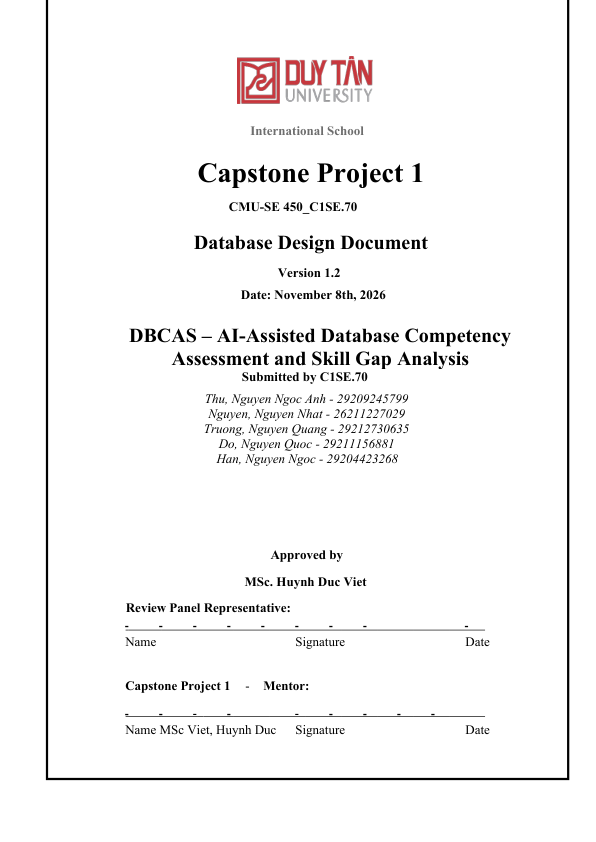 DUY TÂN
UNIVERSITY
International School
Capstone Project 1
CMU-SE 450_C1SE.70
Database Design Document
Version 1.2
Date: November 8th, 2026
DBCAS – AI-Assisted Database Competency
Assessment and Skill Gap Analysis
Submitted by C1SE.70
Thu, Nguyen Ngoc Anh - 29209245799
Nguyen, Nguyen Nhat - 26211227029
Truong, Nguyen Quang - 29212730635
Do, Nguyen Quoc - 29211156881
Han, Nguyen Ngoc - 29204423268
Approved by
MSc. Huynh Duc Viet
Review Panel Representative:
- - - - - - - - -
Name Signature Date
Capstone Project 1 - Mentor:
- - - - - - - - -
Name MSc Viet, Huynh Duc Signature Date